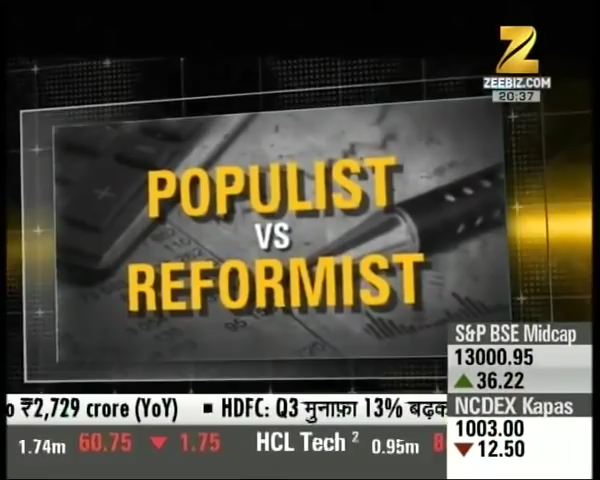 ZEEBIZ.COM
20:37
POPULIST
VS
REFORMIST
S&P BSE Midcap
13000.95
36.22
NCDEX Kapas
1003.00
12.50
₹2,729 crore (YoY) ▪ HDFC: Q3 मुनाफ़ा 13%
1.74m 60.75 ▼ 1.75 HCL Tech 2 0.95m